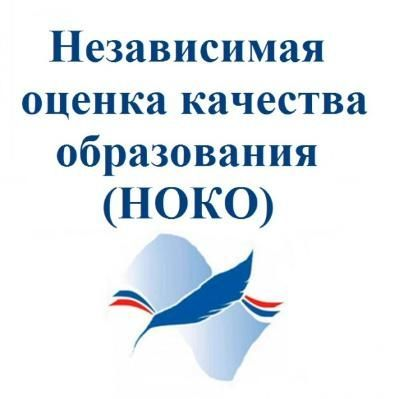 Независимая
оценка качества
образования
(НОКО)